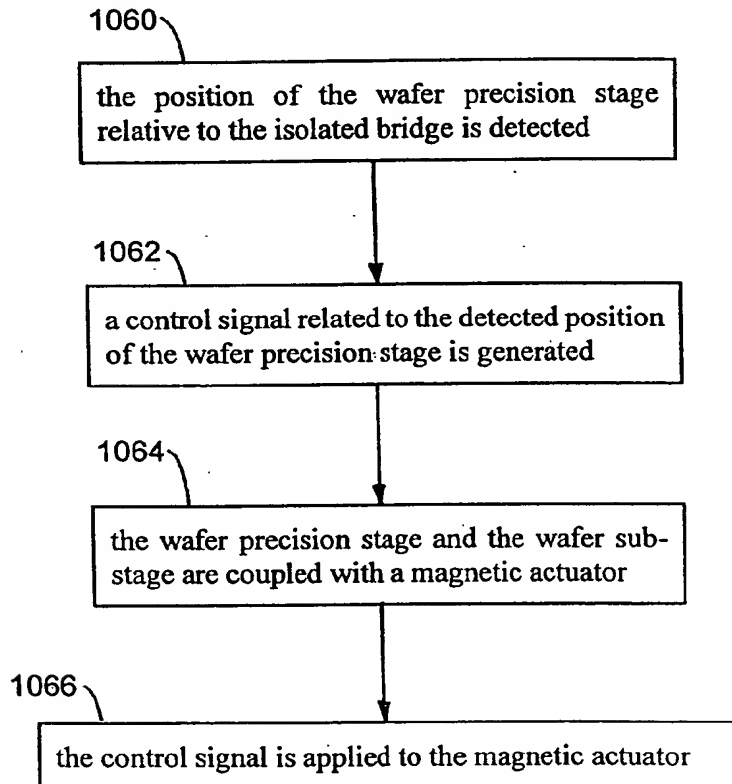 1060
the position of the wafer precision stage
relative to the isolated bridge is detected
1062
a control signal related to the detected position
of the wafer precision stage is generated
1064
the wafer precision stage and the wafer sub-
stage are coupled with a magnetic actuator
1066
the control signal is applied to the magnetic actuator